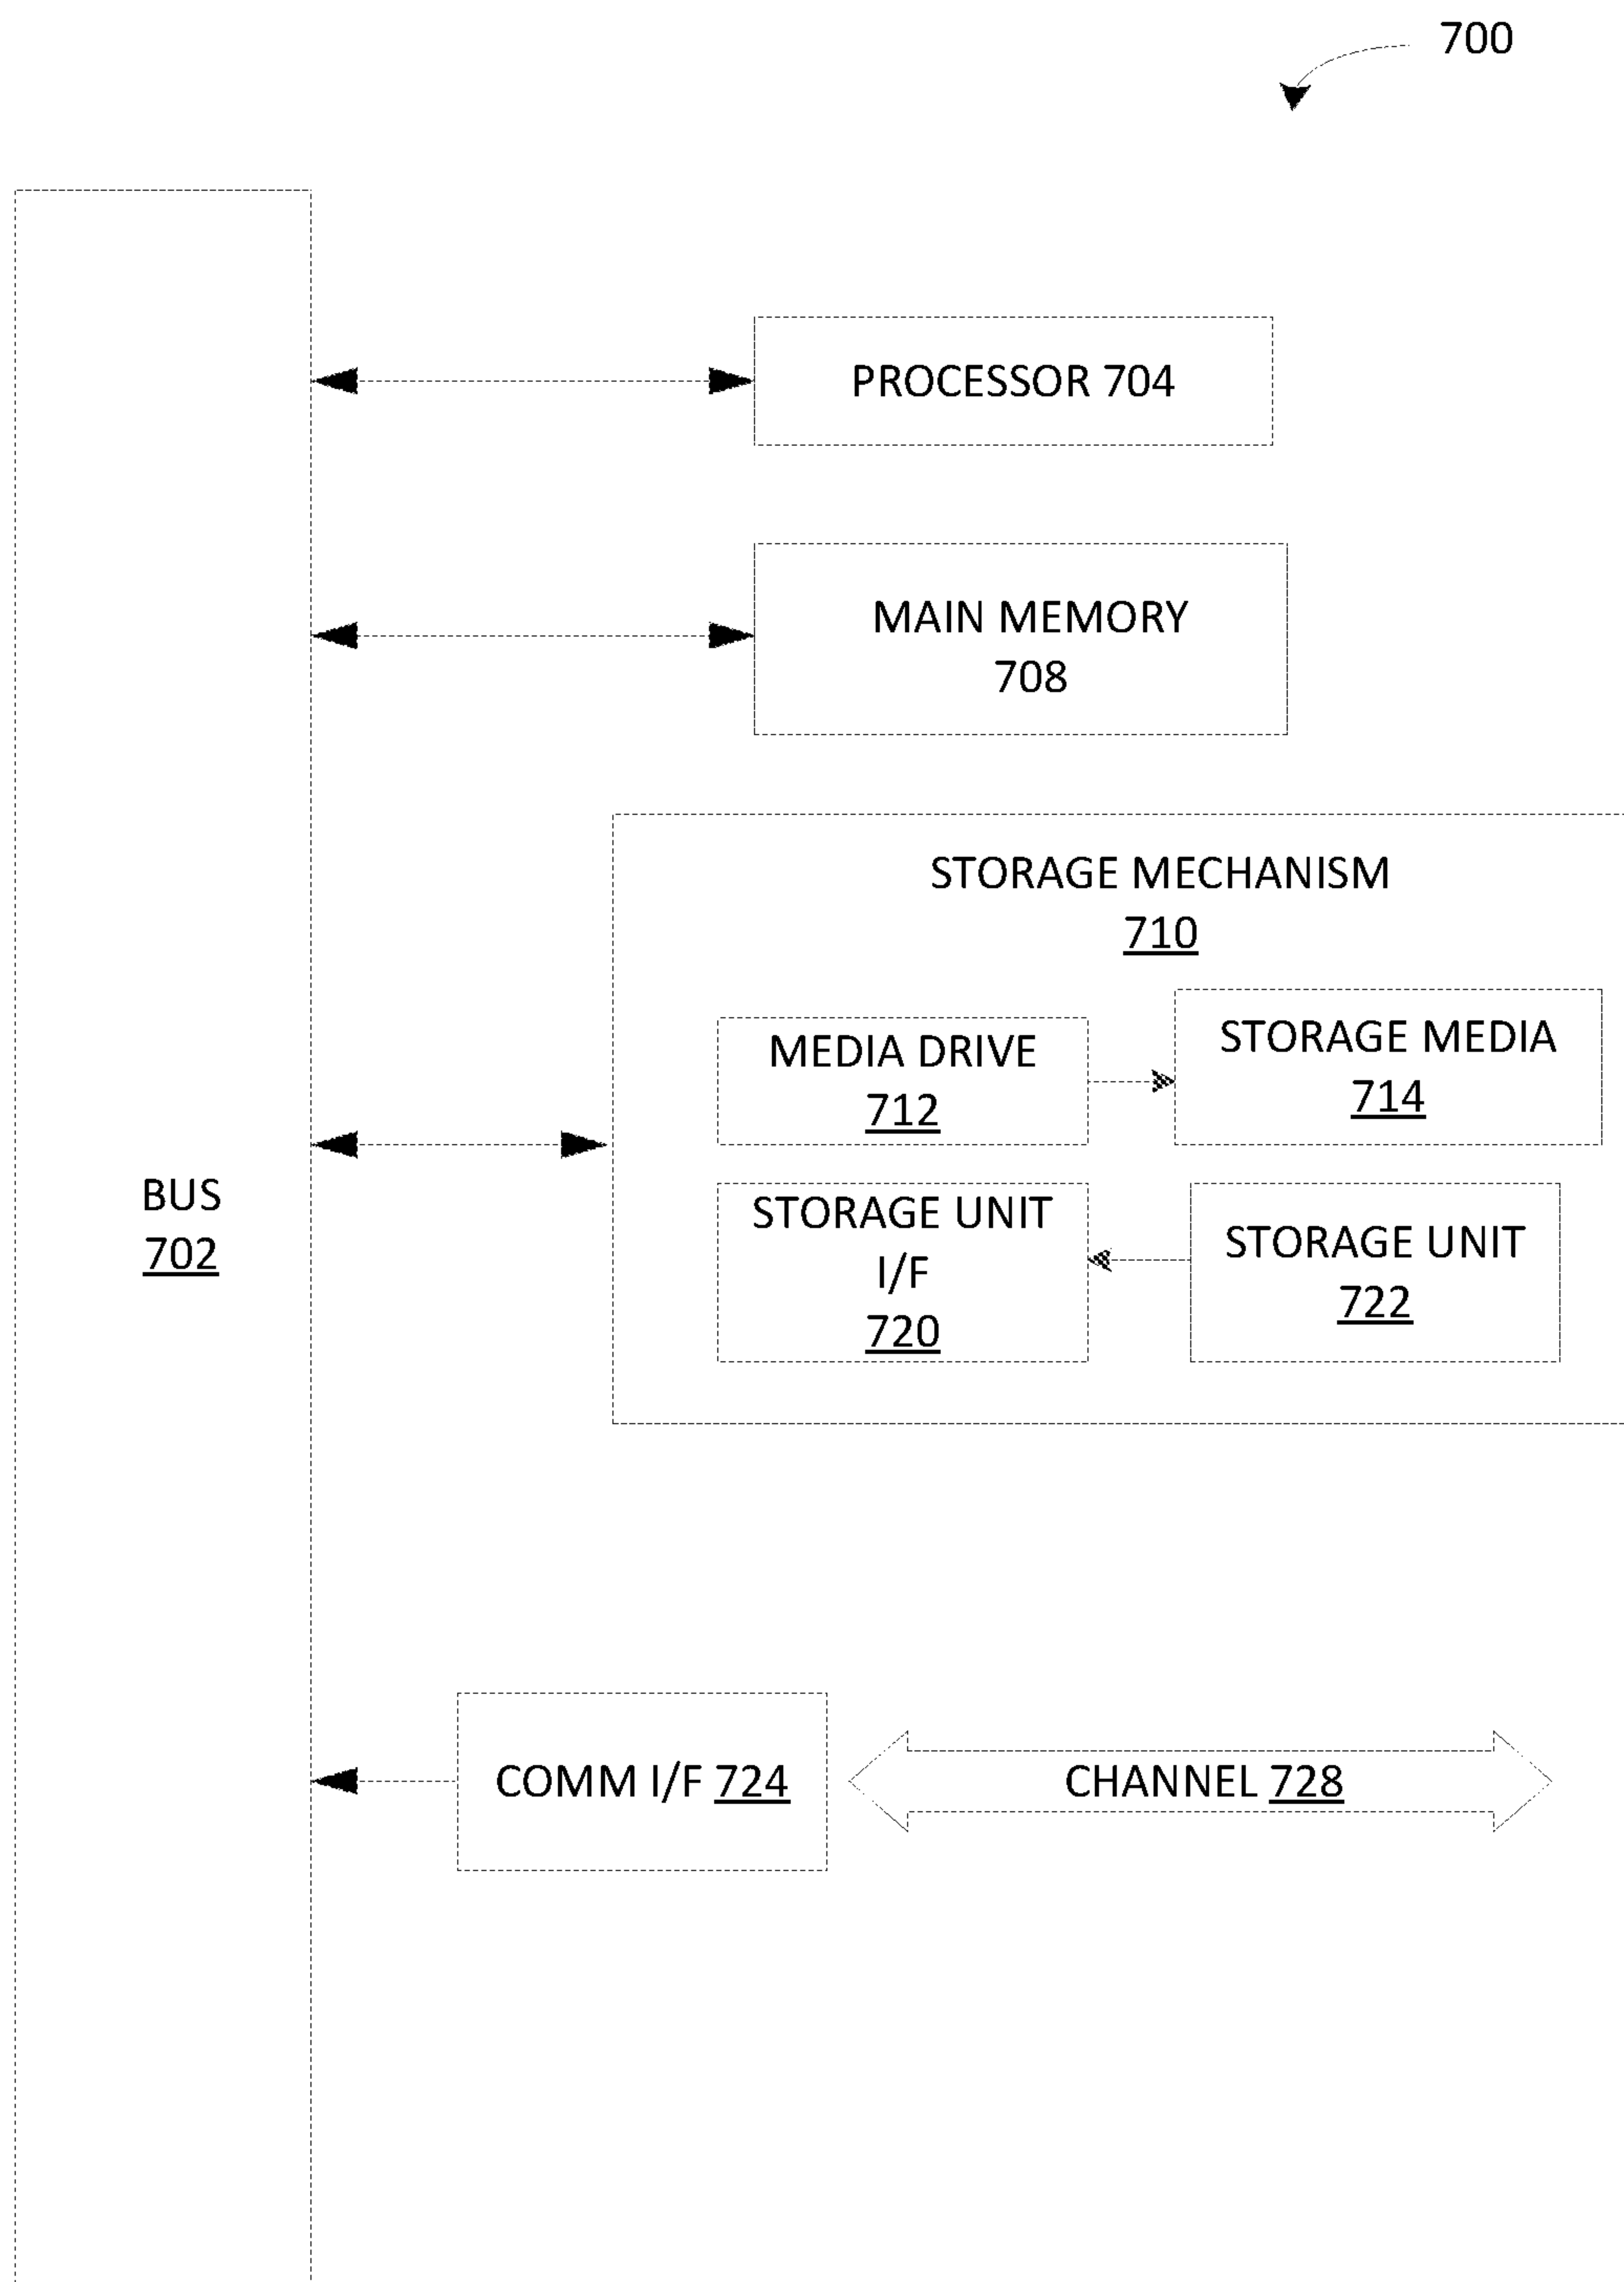 700
PROCESSOR 704
MAIN MEMORY
708
STORAGE MECHANISM
710
MEDIA DRIVE
712
STORAGE MEDIA
714
BUS
702
STORAGE UNIT
I/F
720
STORAGE UNIT
722
COMM I/F 724
CHANNEL 728